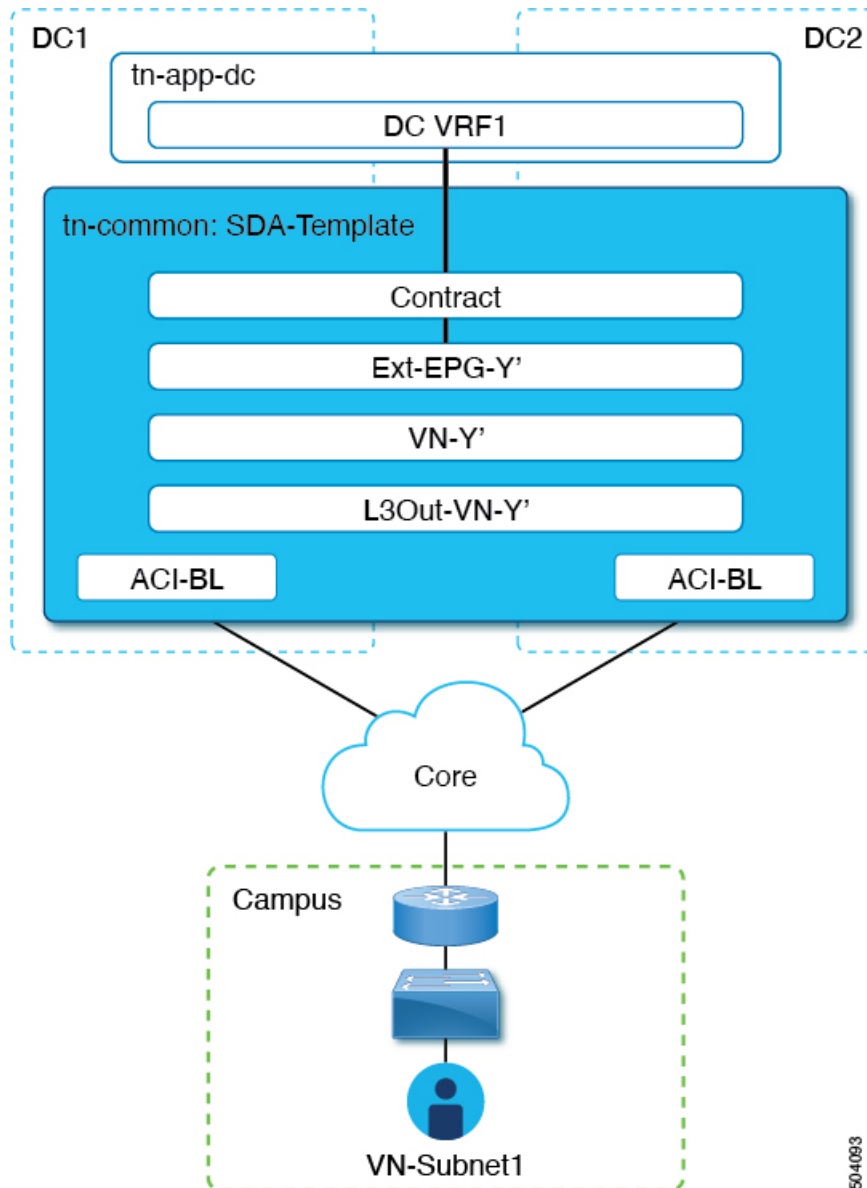 DC1
DC2
tn-app-dc
DC VRF1
tn-common: SDA-Template
Contract
Ext-EPG-Y’
VN-Y’
L3Out-VN-Y’
ACI-BL
ACI-BL
Core
Campus
VN-Subnet1
504093